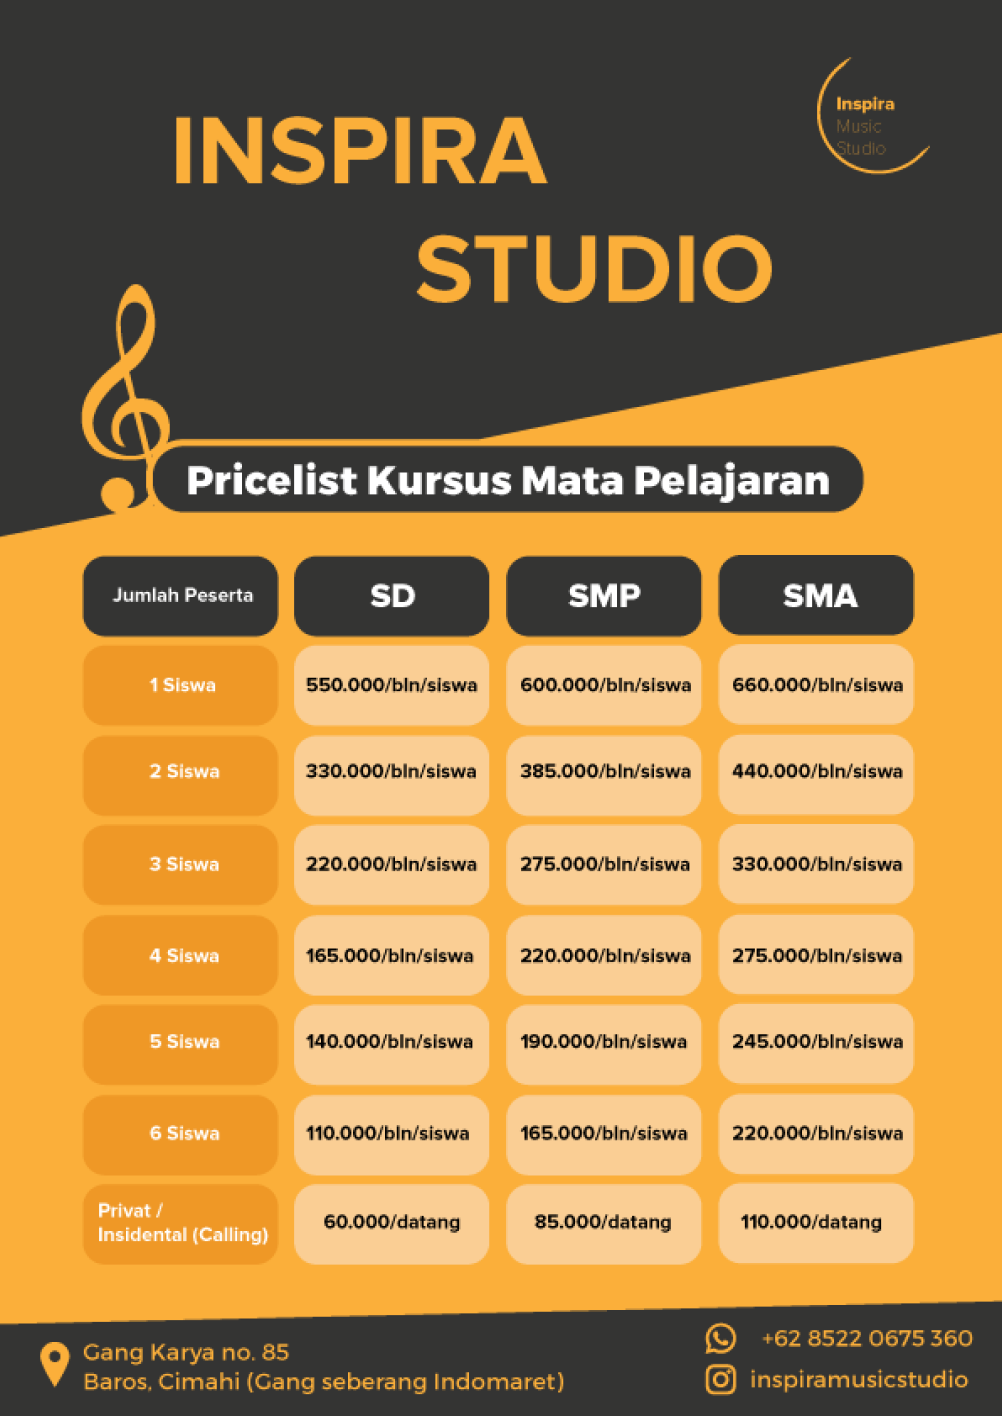 Inspira
Music
Studio
INSPIRA
STUDIO
Pricelist Kursus Mata Pelajaran
Jumlah Peserta SD SMP SMA
1 Siswa 550.000/bln/siswa 600.000/bln/siswa 660.000/bln/siswa
2 Siswa 330.000/bln/siswa 385.000/bln/siswa 440.000/bln/siswa
3 Siswa 220.000/bln/siswa 275.000/bln/siswa 330.000/bln/siswa
4 Siswa 165.000/bln/siswa 220.000/bln/siswa 275.000/bln/siswa
5 Siswa 140.000/bln/siswa 190.000/bln/siswa 245.000/bln/siswa
6 Siswa 110.000/bln/siswa 165.000/bln/siswa 220.000/bln/siswa
Privat /
Insidental (Calling) 60.000/datang 85.000/datang 110.000/datang
Gang Karya no. 85
Baros, Cimahi (Gang seberang Indomaret)
+62 8522 0675 360
inspiramusicstudio